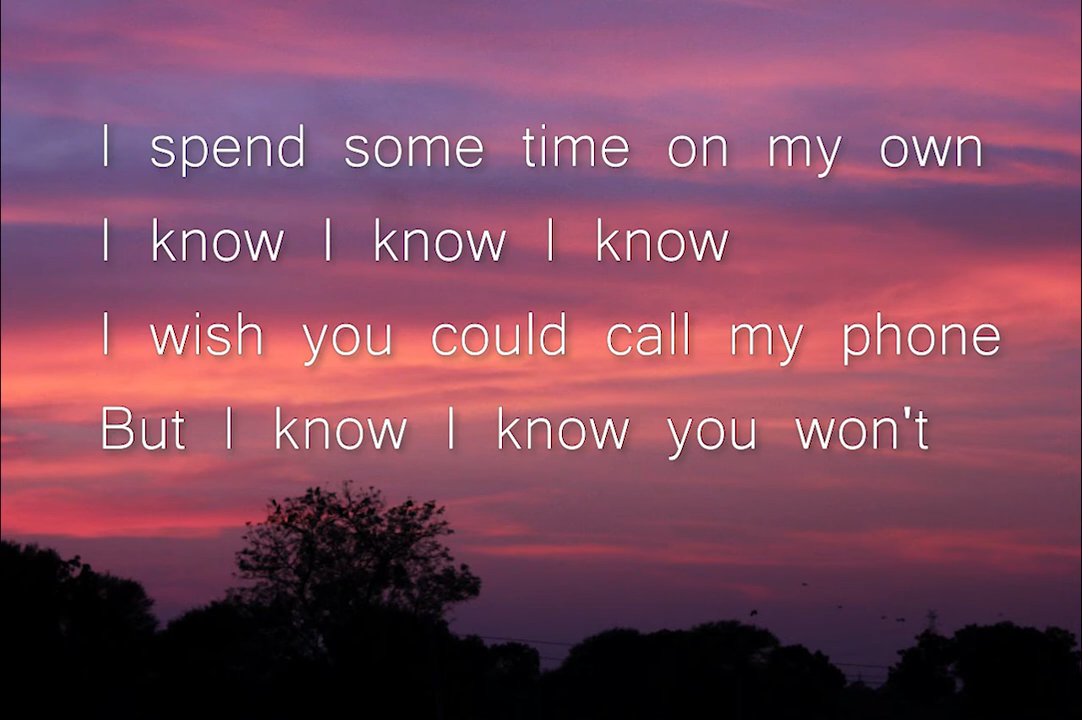 I spend some time on my own
I know I know I know
I wish you could call my phone
But I know I know you won't